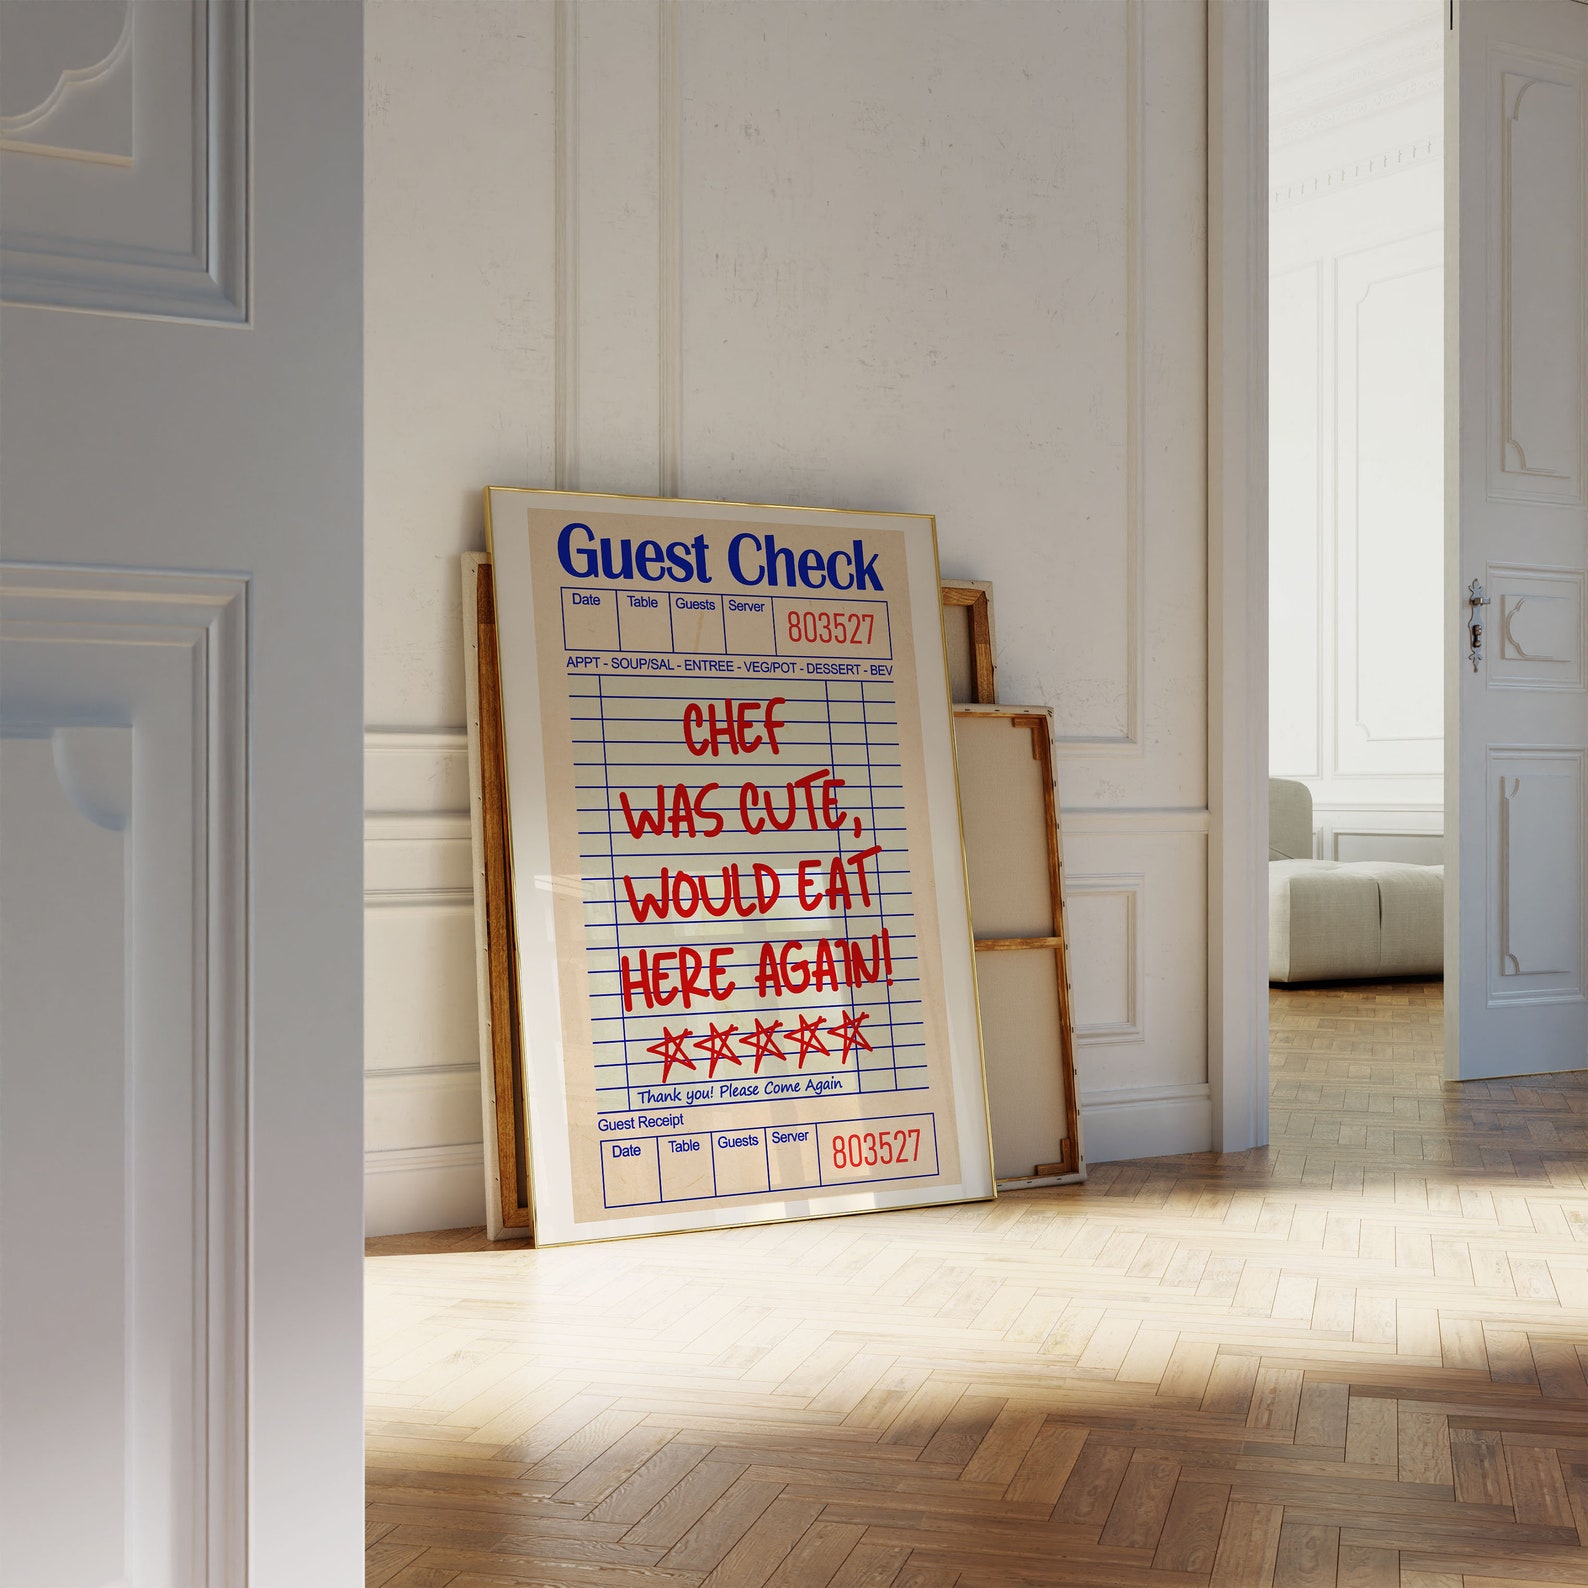 Guest Check
Date Table Guests Server 803527
APPT - SOUP/SAL - ENTREE - VEG/POT - DESSERT - BEV
CHEF
WAS CUTE,
WOULD EAT
HERE AGAIN!
Thank you! Please Come Again
Guest Receipt
Date Table Guests Server 803527